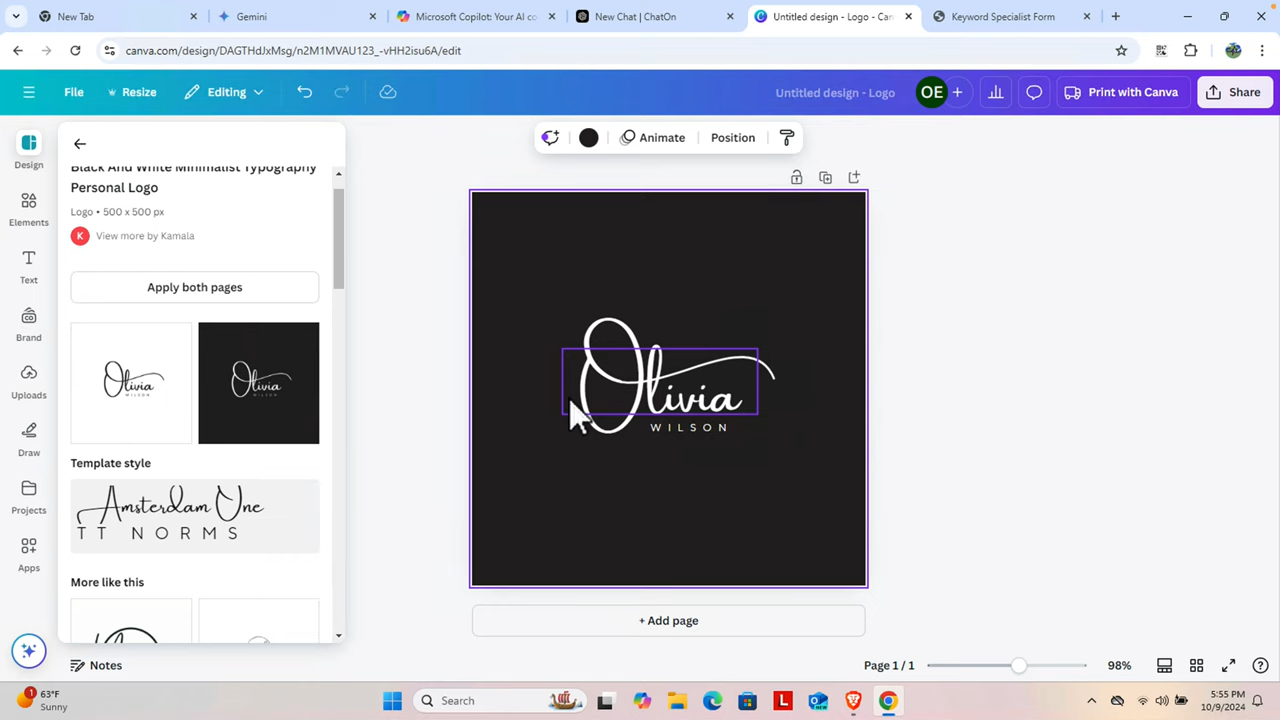 New Tab
Gemini
Microsoft Copilot: Your AI co
New Chat | ChatOn
Untitled design - Logo - Can
Keyword Specialist Form
canva.com/design/DAGTHdJxMsg/n2M1MVAU123_-vHH2isu6A/edit
File
Resize
Editing
Untitled design - Logo
OE
Print with Canva
Share
Animate
Position
Design
Elements
Text
Brand
Uploads
Draw
Projects
Apps
Black And White Minimalist Typography
Personal Logo
Logo • 500 x 500 px
K
View more by Kamala
Apply both pages
Olivia
WILSON
Olivia
WILSON
Template style
Amsterdam One
TT NORMS
More like this
Olivia
WILSON
+ Add page
Notes
Page 1 / 1
98%
1
63°F
Sunny
Search
L
NEW
5:55 PM
10/9/2024